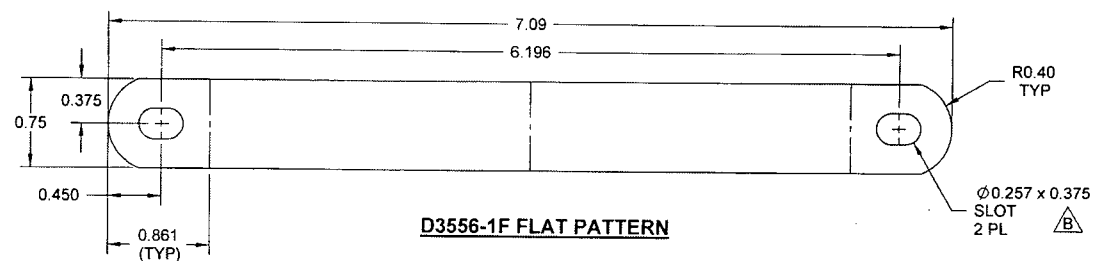 7.09
6.196
R0.40
TYP
0.375
0.75
0.450
0.861
(TYP)
Ø0.257 x 0.375
SLOT
2 PL
B
D3556-1F FLAT PATTERN